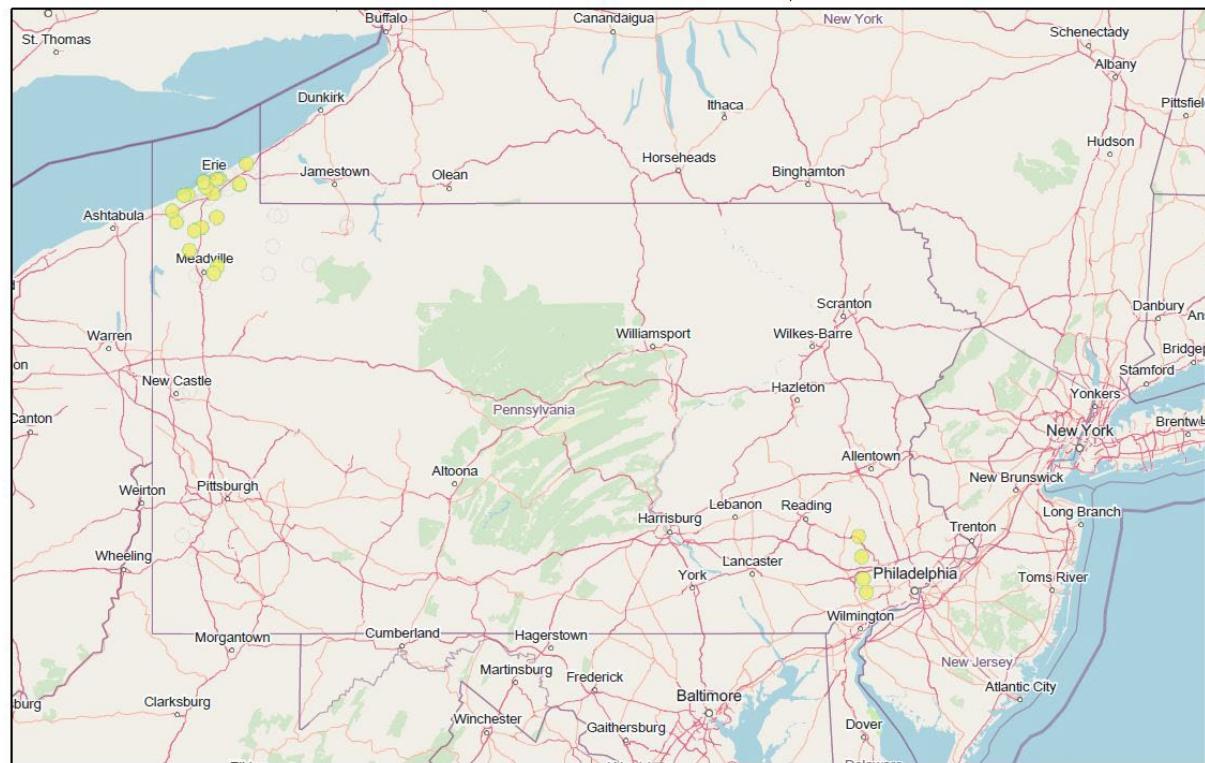 Buffalo
Canandaigua
New York
St. Thomas
Schenectady
Albany
Dunkirk
Ithaca
Pittsfield
Hudson
Horseheads
Erie
Jamestown
Olean
Binghamton
Ashtabula
Meadville
Scranton
Danbury
Warren
Williamsport
Wilkes-Barre
Stamford
New Castle
Hazleton
Yonkers
Pennsylvania
Canton
New York
Altoona
Allentown
Weirton
Pittsburgh
New Brunswick
Lebanon
Reading
Harrisburg
Long Branch
Trenton
Wheeling
Lancaster
York
Philadelphia
Toms River
Wilmington
Morgantown
Cumberland
Hagerstown
Martinsburg
New Jersey
Frederick
Clarksburg
Baltimore
Atlantic City
Winchester
Gaithersburg
Dover